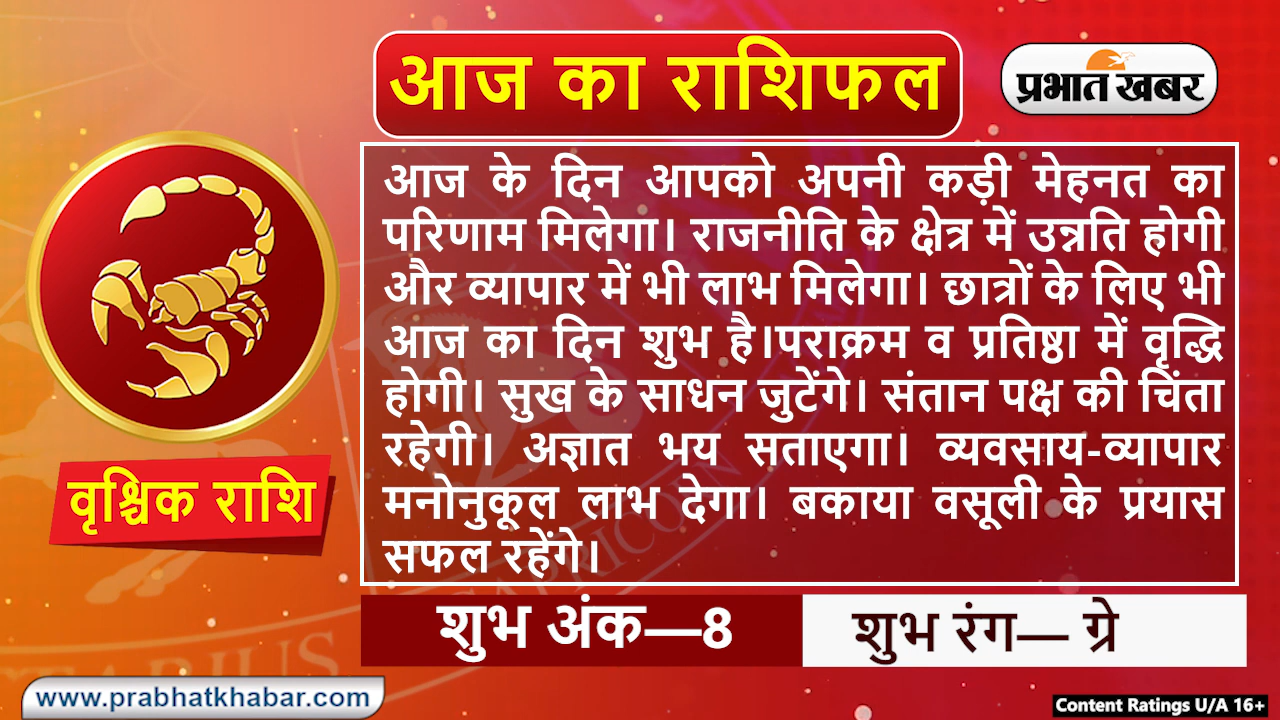 आज का राशिफल
प्रभात खबर
आज के दिन आपको अपनी कड़ी मेहनत का
परिणाम मिलेगा। राजनीति के क्षेत्र में उन्नति होगी
और व्यापार में भी लाभ मिलेगा। छात्रों के लिए भी
आज का दिन शुभ है।पराक्रम व प्रतिष्ठा में वृद्धि
होगी। सुख के साधन जुटेंगे। संतान पक्ष की चिंता
रहेगी। अज्ञात भय सताएगा। व्यवसाय-व्यापार
मनोनुकूल लाभ देगा। बकाया वसूली के प्रयास
सफल रहेंगे।
वृश्चिक राशि
शुभ अंक—8
शुभ रंग— ग्रे
CAPRICORN
www.prabhatkhabar.com
Content Ratings U/A 16+